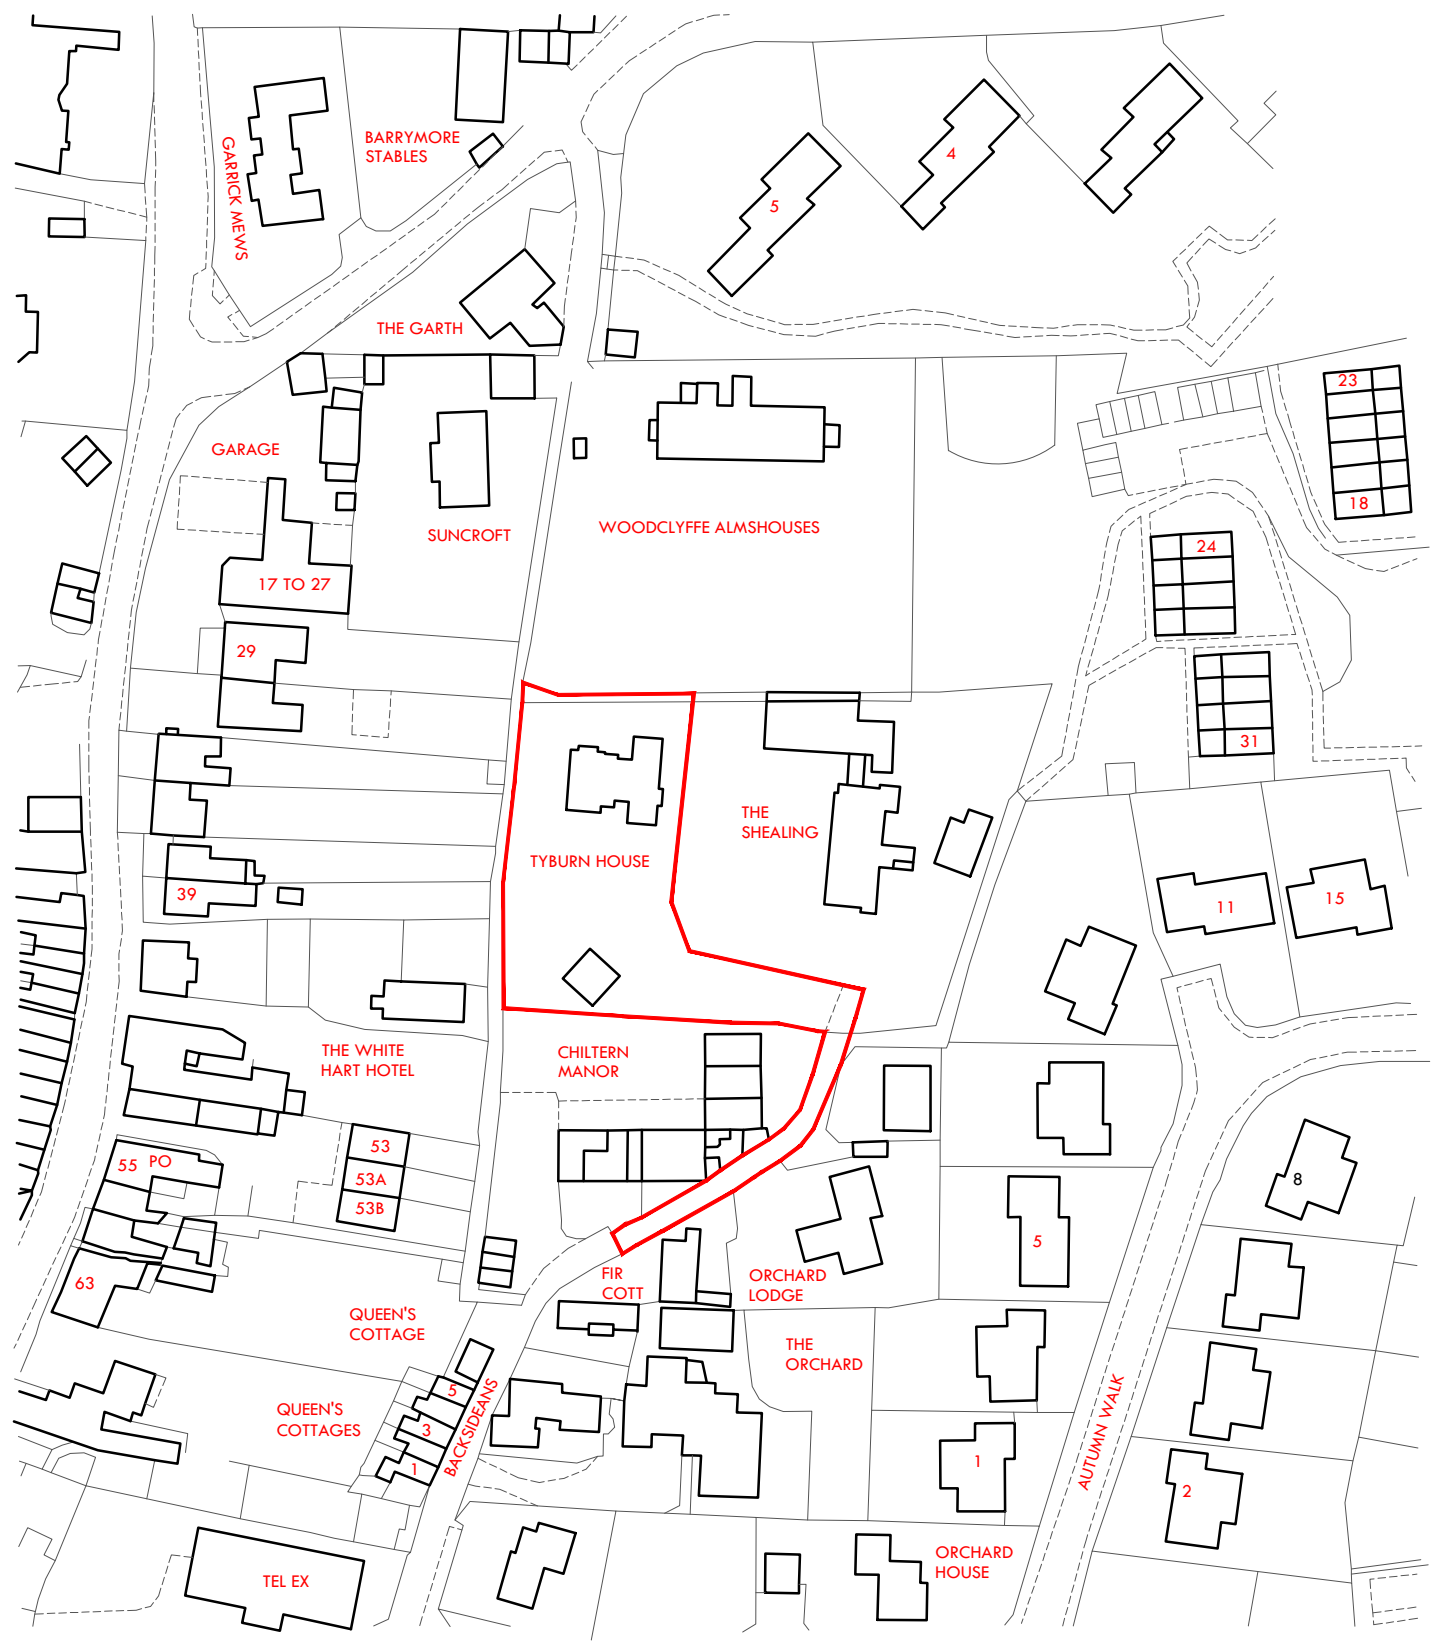 BARRYMORE
STABLES
GARRICK MEWS
4
5
THE GARTH
23
GARAGE
18
SUNCROFT
WOODCLYFFE ALMSHOUSES
24
17 TO 27
29
31
THE
SHEALING
TYBURN HOUSE
39
11
15
THE WHITE
HART HOTEL
CHILTERN
MANOR
53
55
PO
53A
53B
8
5
63
FIR
COTT
ORCHARD
LODGE
QUEEN'S
COTTAGE
THE
ORCHARD
5
QUEEN'S
COTTAGES
3
1
BACKSIDEANS
AUTUMN WALK
1
2
ORCHARD
HOUSE
TEL EX